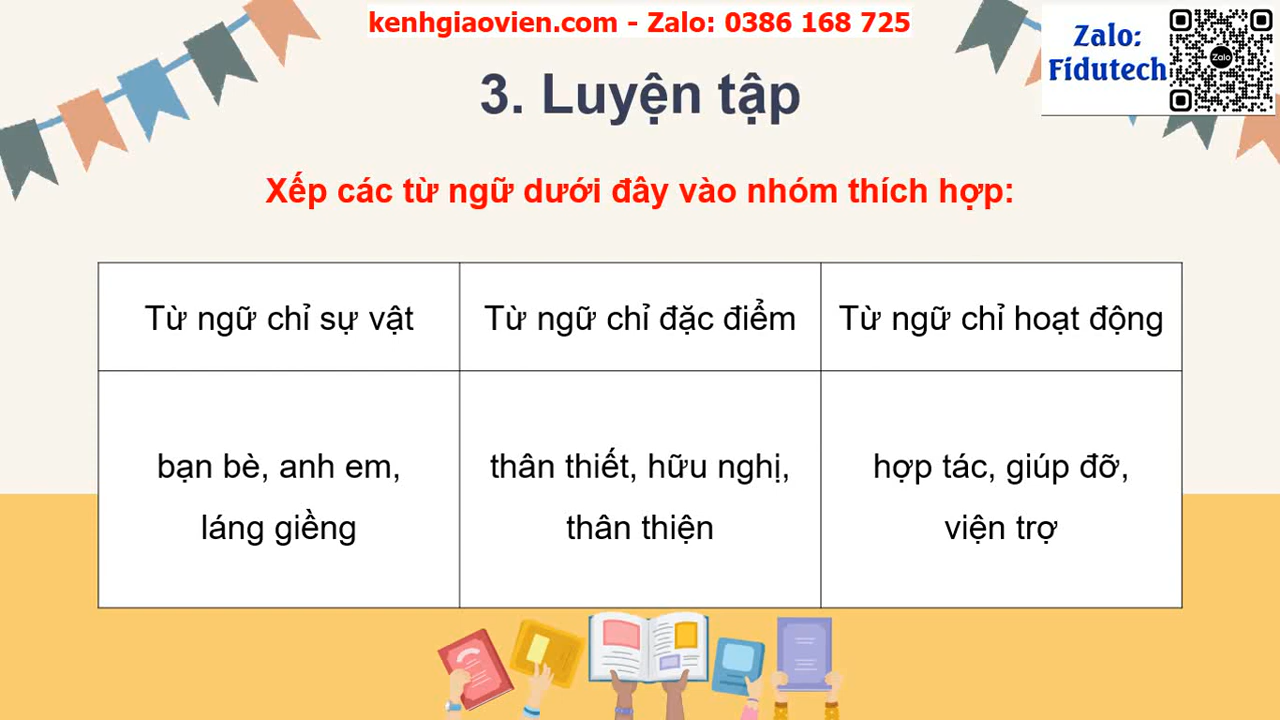 kenhgiaovien.com - Zalo: 0386 168 725
Zalo:
Fidutech
Zalo
3. Luyện tập
Xếp các từ ngữ dưới đây vào nhóm thích hợp:
Từ ngữ chỉ sự vật
Từ ngữ chỉ đặc điểm
Từ ngữ chỉ hoạt động
bạn bè, anh em,
láng giềng
thân thiết, hữu nghị,
thân thiện
hợp tác, giúp đỡ,
viện trợ